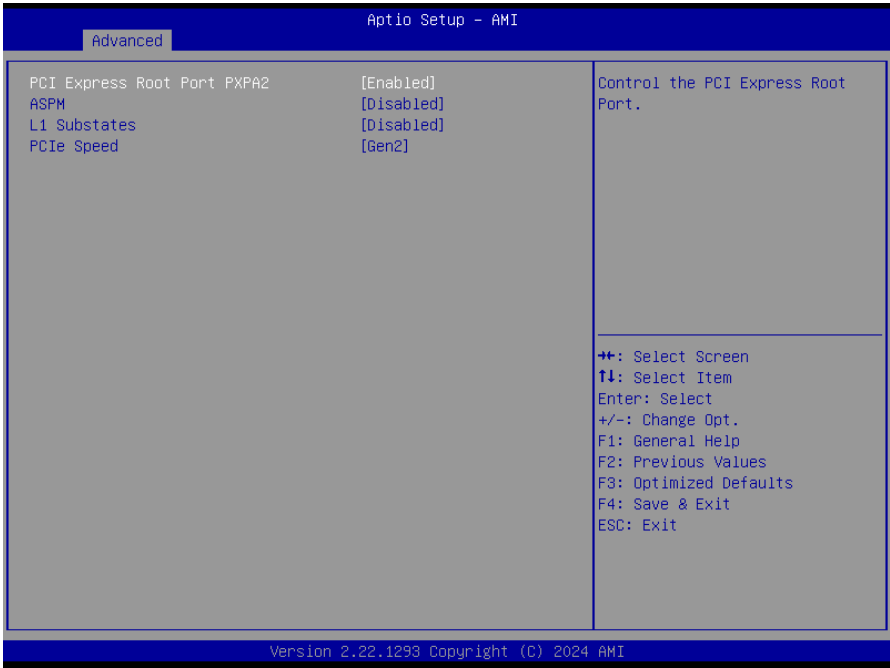 Aptio Setup – AMI
Advanced
PCI Express Root Port PXPA2 [Enabled]
ASPM [Disabled]
L1 Substates [Disabled]
PCIe Speed [Gen2]
Control the PCI Express Root
Port.
→←: Select Screen
↑↓: Select Item
Enter: Select
+/-: Change Opt.
F1: General Help
F2: Previous Values
F3: Optimized Defaults
F4: Save & Exit
ESC: Exit
Version 2.22.1293 Copyright (C) 2024 AMI